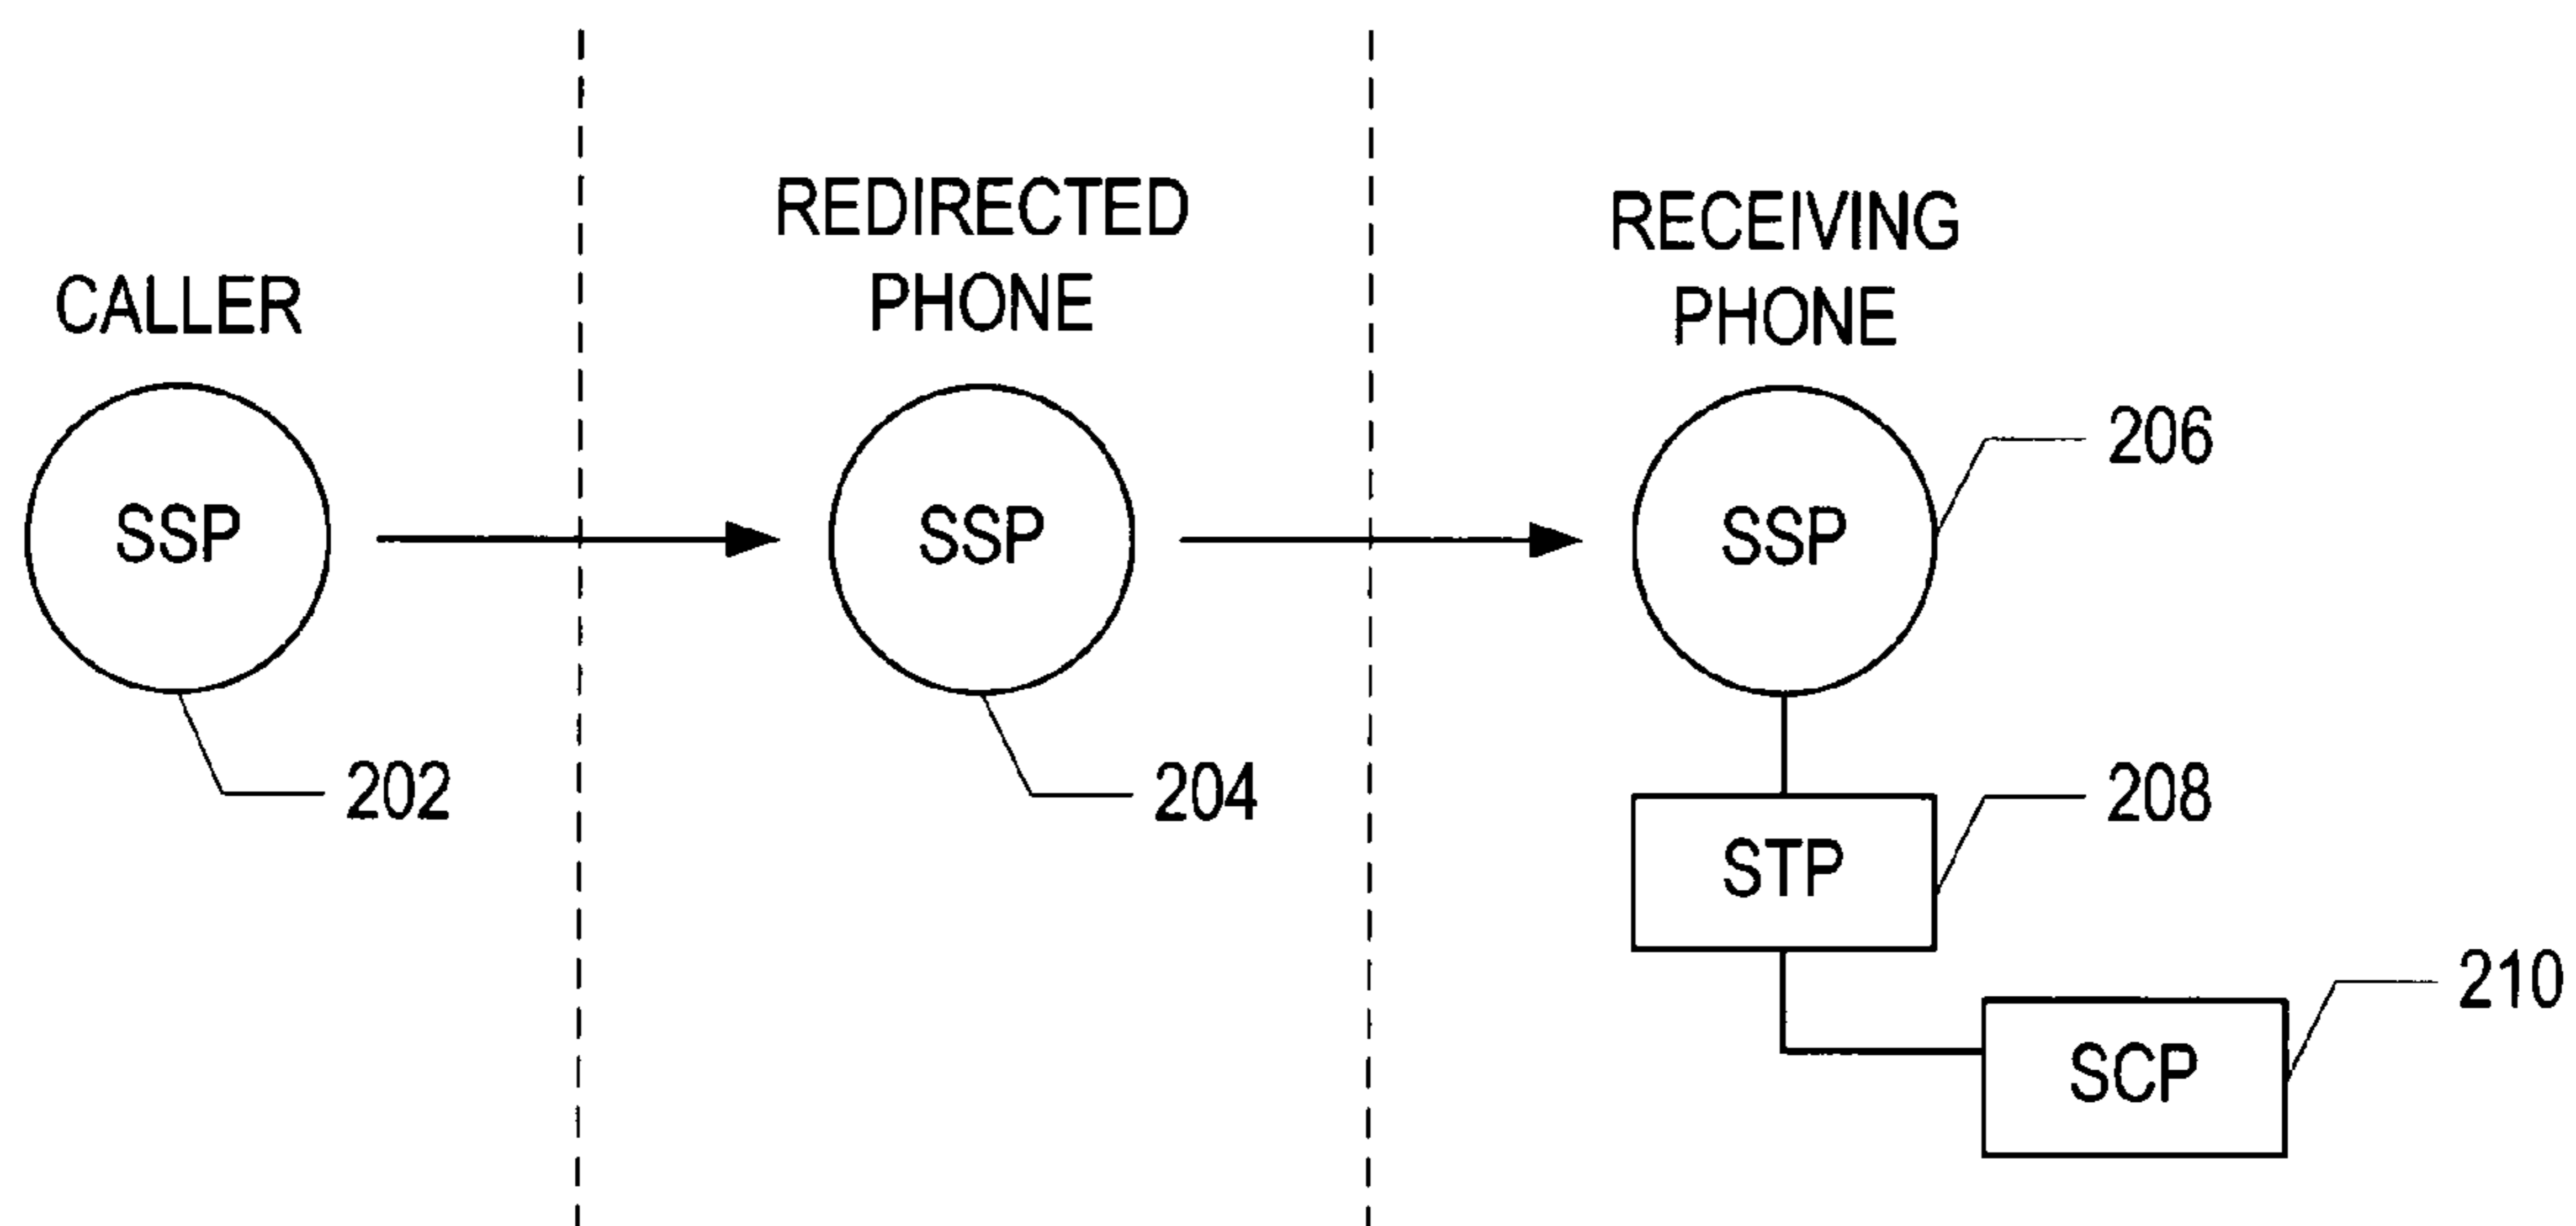 CALLER
SSP
202
REDIRECTED
PHONE
SSP
204
RECEIVING
PHONE
SSP
206
STP
208
SCP
210